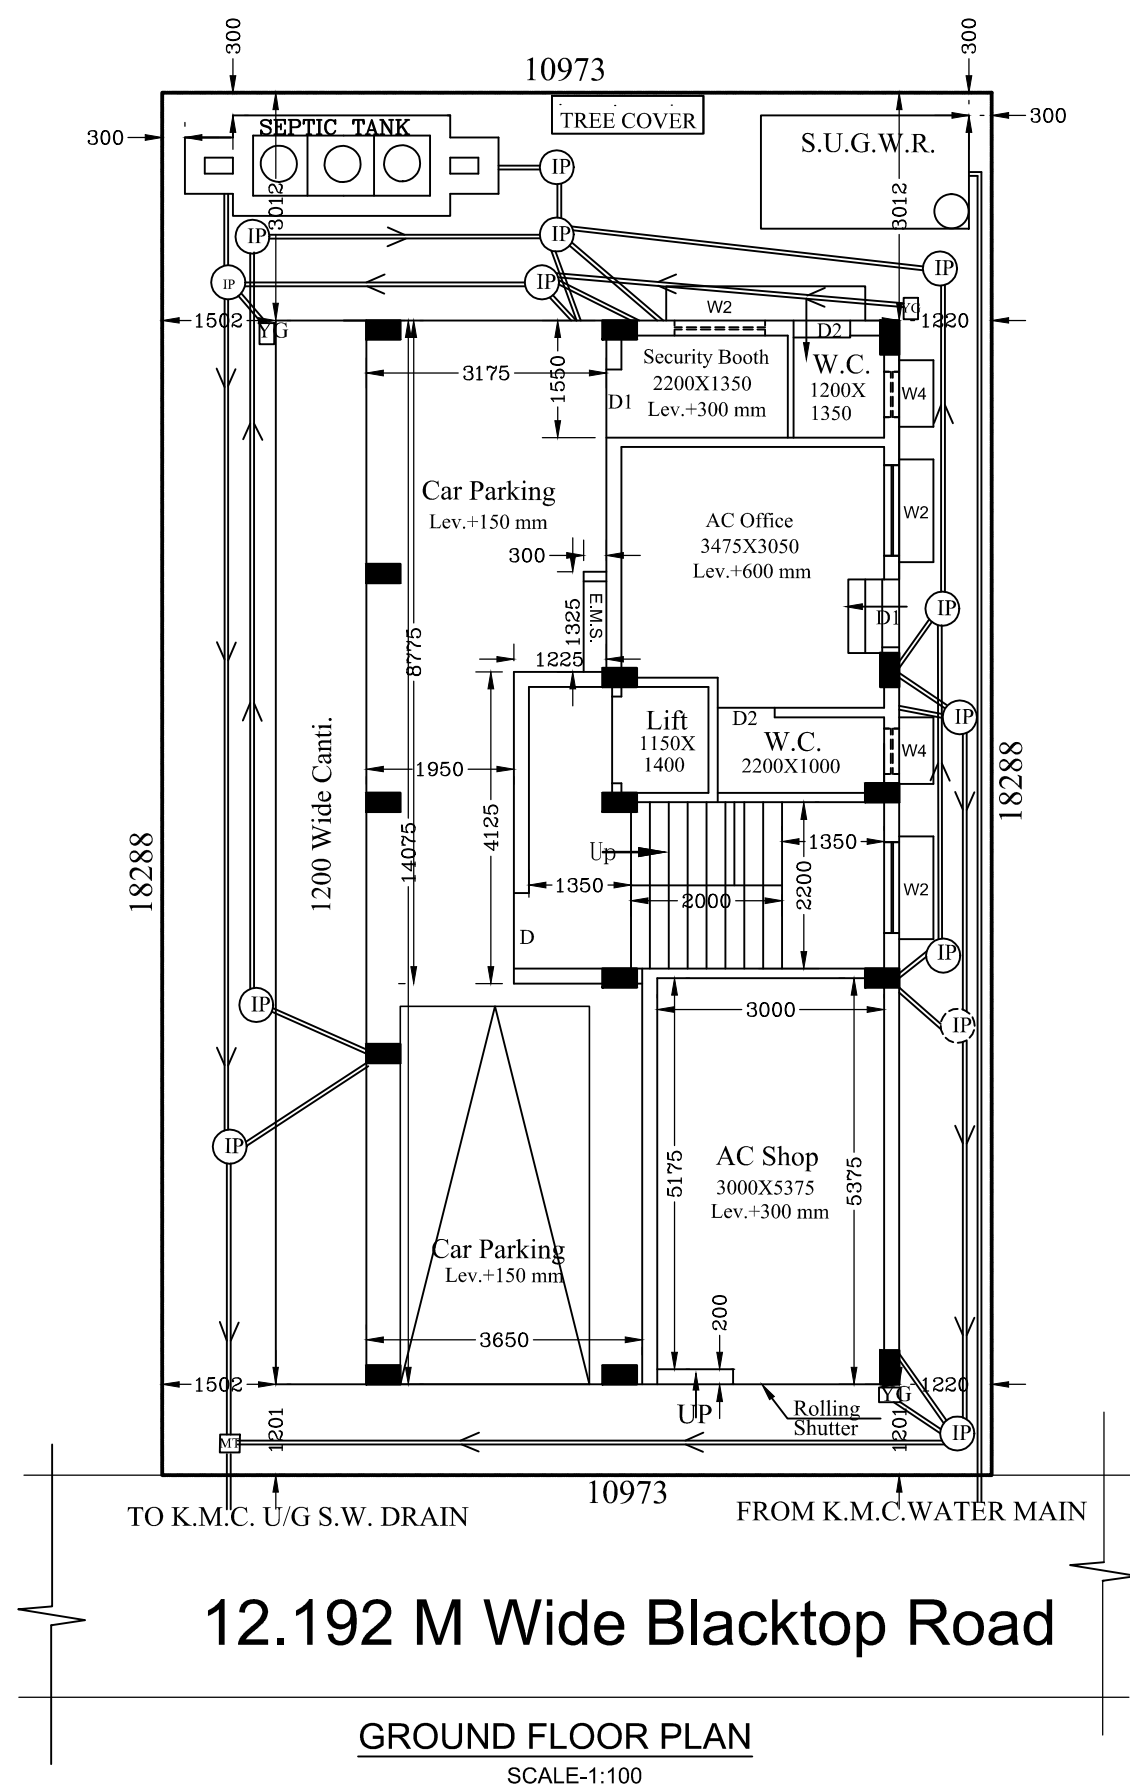 300
300
10973
TREE COVER
300
SEPTIC TANK
S.U.G.W.R.
300
IP
3012
3012
IP
IP
IP
IP
IP
IP
W2
YG
1502
YG
D2
1220
Security Booth
2200X1350
Lev.+300 mm
W.C.
1200X
1350
3175
1550
D1
W4
Car Parking
Lev.+150 mm
AC Office
3475X3050
Lev.+600 mm
W2
300
E.M.S.
1325
D1
IP
8775
1225
1200 Wide Canti.
Lift
1150X
1400
D2
W.C.
2200X1000
IP
W4
1950
18288
18288
14075
4125
Up
1350
1350
2000
2200
W2
D
IP
IP
3000
IP
IP
5175
AC Shop
3000X5375
Lev.+300 mm
5375
Car Parking
Lev.+150 mm
200
3650
1502
YG
1220
UP
Rolling
Shutter
MT
1201
1201
IP
10973
TO K.M.C. U/G S.W. DRAIN
FROM K.M.C.WATER MAIN
12.192 M Wide Blacktop Road
GROUND FLOOR PLAN
SCALE-1:100